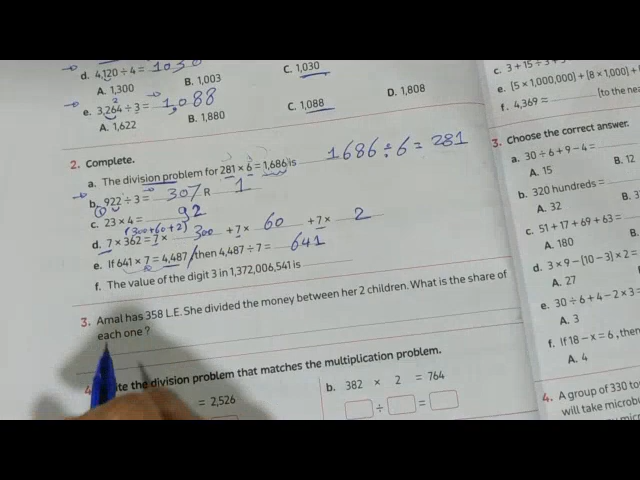 d. 4,120 ÷ 4 = 1030
A. 1,300 B. 1,003 C. 1,030 D. 1,808
e. 3,264 ÷ 3 = 1,088
A. 1,622 B. 1,880 C. 1,088
2. Complete.
a. The division problem for 281 × 6 = 1,686 is 1686 ÷ 6 = 281
b. 922 ÷ 3 = 307 R 1
c. 23 × 4 = 92
(300+60+2)
d. 7 × 362 = 7 × 300 + 7 × 60 + 7 × 2
e. If 641 × 7 = 4,487, then 4,487 ÷ 7 = 641
f. The value of the digit 3 in 1,372,006,541 is
3. Amal has 358 L.E. She divided the money between her 2 children. What is the share of
each one ?
the division problem that matches the multiplication problem.
= 2,526
b. 382 × 2 = 764
÷ =
c. 3 + 15 ÷ 3
e. (5 × 1,000,000) + (8 × 1,000) +
f. 4,369 = (to the nea
3. Choose the correct answer.
a. 30 ÷ 6 + 9 – 4 =
A. 15 B. 12
b. 320 hundreds =
A. 32 B.
c. 51 + 17 + 69 + 63 =
A. 180 B.
d. 3 × 9 – (10 – 3) × 2 =
A. 27 B.
e. 30 ÷ 6 + 4 – 2 × 3 =
A. 3
f. If 18 – x = 6, then
A. 4
4. A group of 330 to
will take microbu